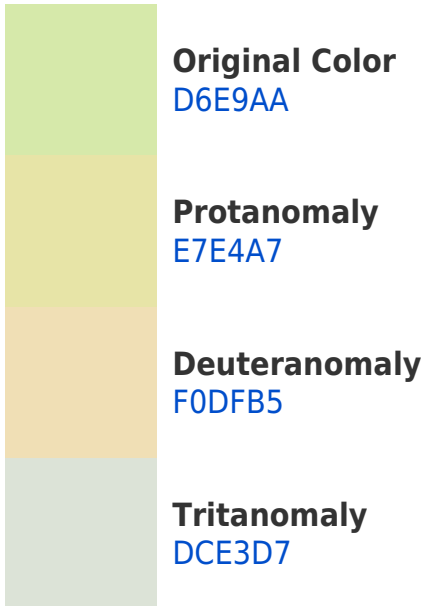 Original Color
D6E9AA
Protanomaly
E7E4A7
Deuteranomaly
F0DFB5
Tritanomaly
DCE3D7